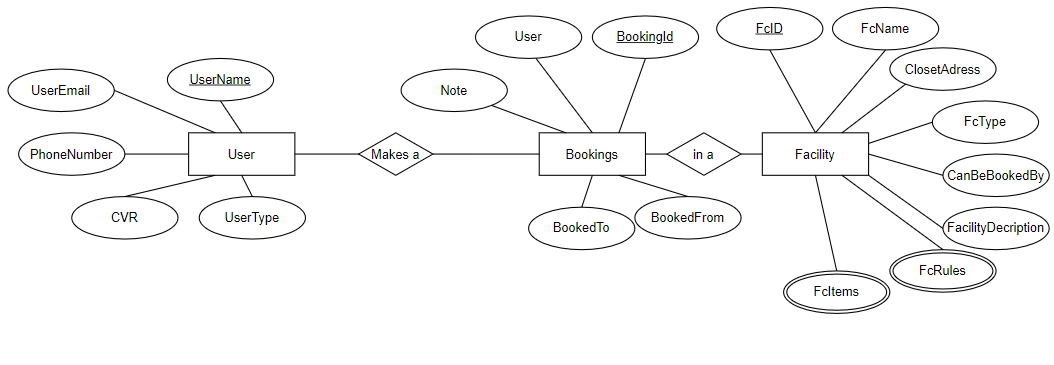 FcID
FcName
User
BookingId
ClosetAdress
UserName
UserEmail
Note
FcType
PhoneNumber
User
Makes a
Bookings
in a
Facility
CanBeBookedBy
CVR
UserType
BookedTo
BookedFrom
FacilityDecription
FcRules
FcItems